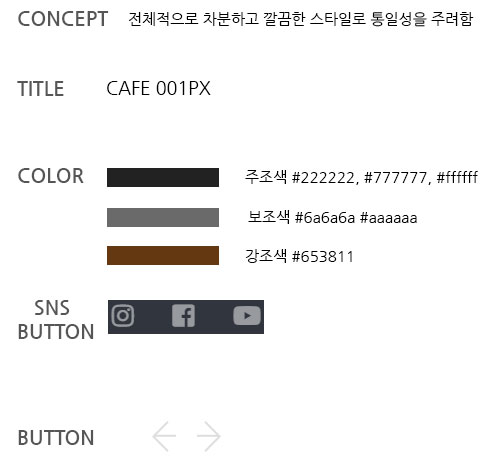 CONCEPT 전체적으로 차분하고 깔끔한 스타일로 통일성을 주려함
TITLE CAFE 001PX
COLOR 주조색 #222222, #777777, #ffffff
보조색 #6a6a6a #aaaaaa
강조색 #653811
SNS
BUTTON
BUTTON